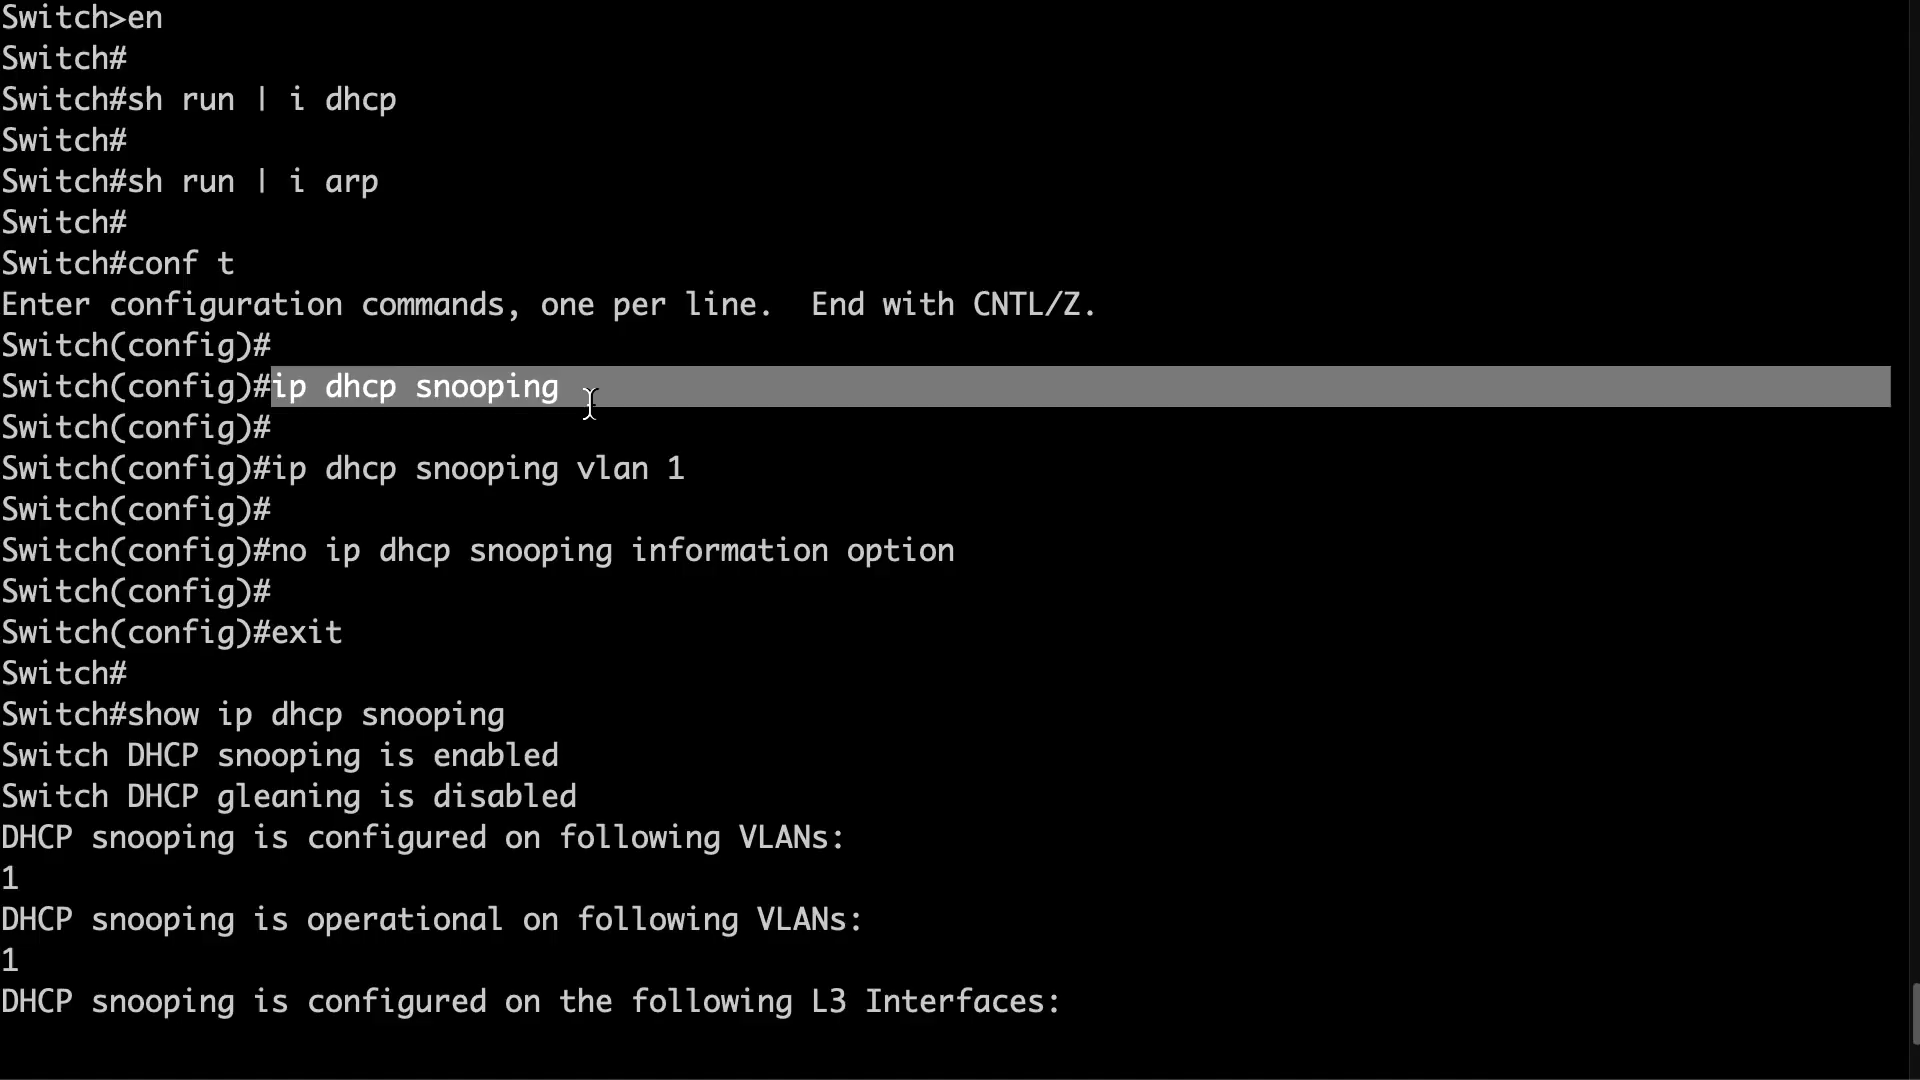 Switch>en
Switch#
Switch#sh run | i dhcp
Switch#
Switch#sh run | i arp
Switch#
Switch#conf t
Enter configuration commands, one per line.  End with CNTL/Z.
Switch(config)#
Switch(config)#ip dhcp snooping
Switch(config)#
Switch(config)#ip dhcp snooping vlan 1
Switch(config)#
Switch(config)#no ip dhcp snooping information option
Switch(config)#
Switch(config)#exit
Switch#
Switch#show ip dhcp snooping
Switch DHCP snooping is enabled
Switch DHCP gleaning is disabled
DHCP snooping is configured on following VLANs:
1
DHCP snooping is operational on following VLANs:
1
DHCP snooping is configured on the following L3 Interfaces: